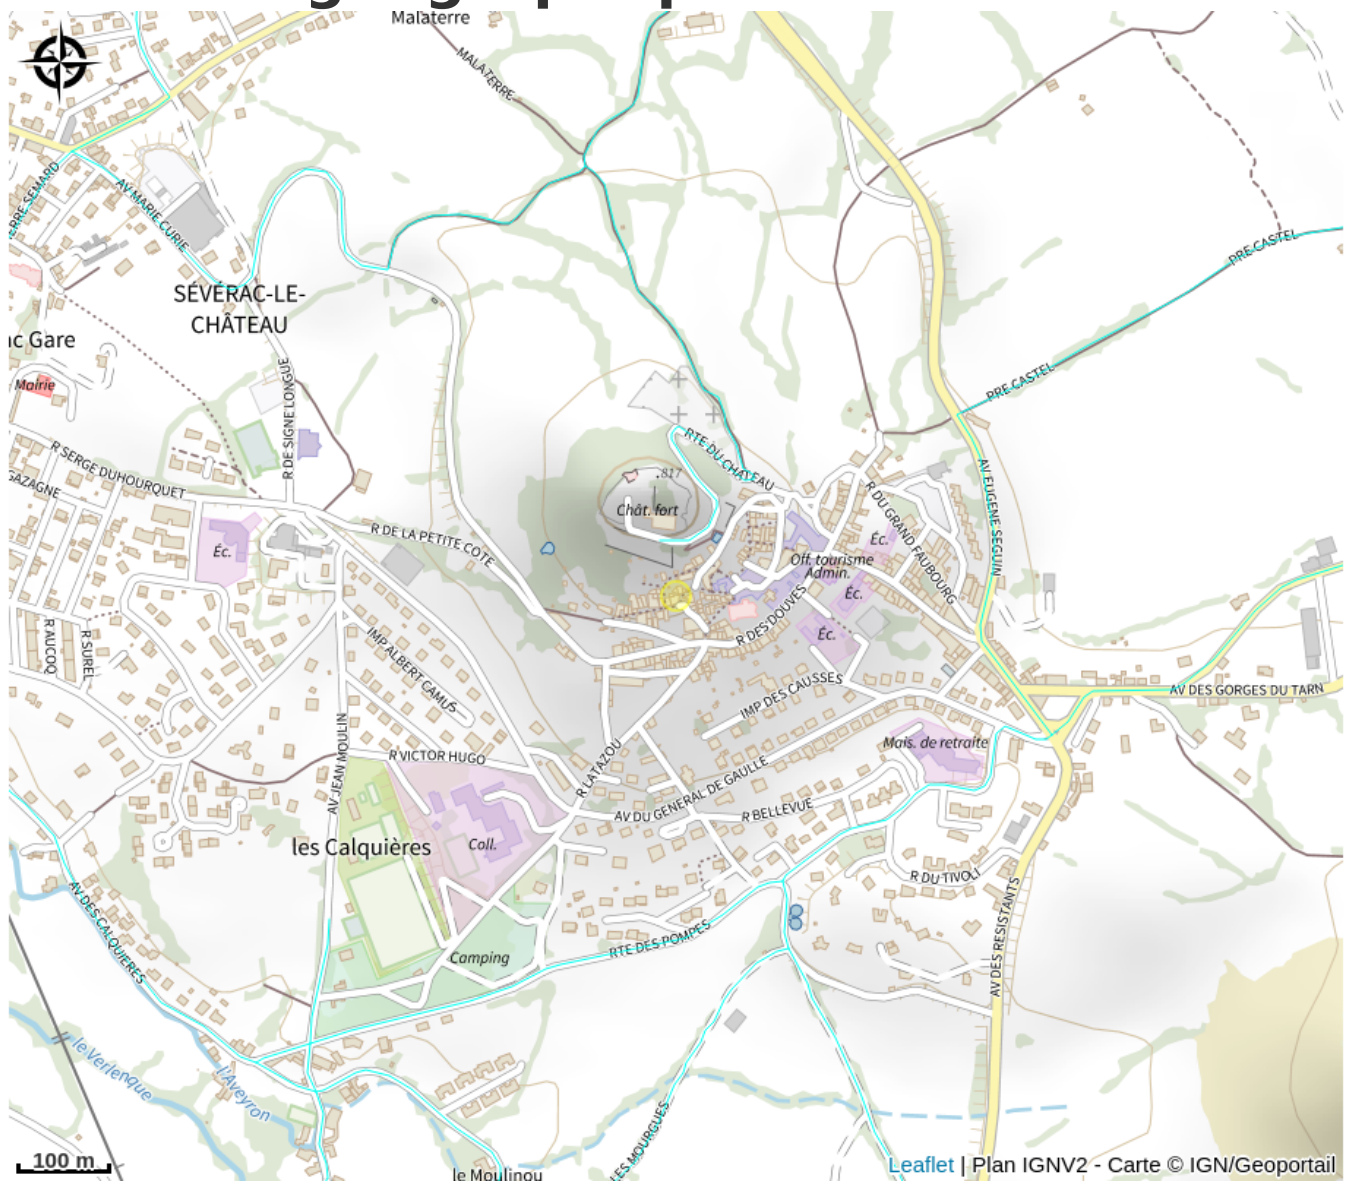 Malaterre
MALATERRE
AV MARIE CURIE
SÉVÉRAC-LE-
CHÂTEAU
PRE CASTEL
PRE CASTEL
Mairie
R DE SIGNE LONGUE
R SERGE DUHOURQUET
RTE DU CHATEAU
817
Chât. fort
AV EUGENE SEGUIN
R DU GRAND FAUBOURG
R DE LA PETITE COTE
Éc.
Éc.
Off. tourisme
Admin.
Éc.
Éc.
R DES DOUVES
R AUCOQ
R SUREL
IMP ALBERT CAMUS
IMP DES CAUSSES
AV DES GORGES DU TARN
Mais. de retraite
AV JEAN MOULIN
R VICTOR HUGO
R LATAZOU
AV DU GENERAL DE GAULLE
R BELLEVUE
les Calquières
Coll.
R DU TIVOLI
AV DES CALQUIERES
AV DES RESISTANTS
RTE DES POMPES
Camping
le Verlenque
l'Aveyron
100 m
le Moulinou
Leaflet | Plan IGNV2 - Carte © IGN/Geoportail